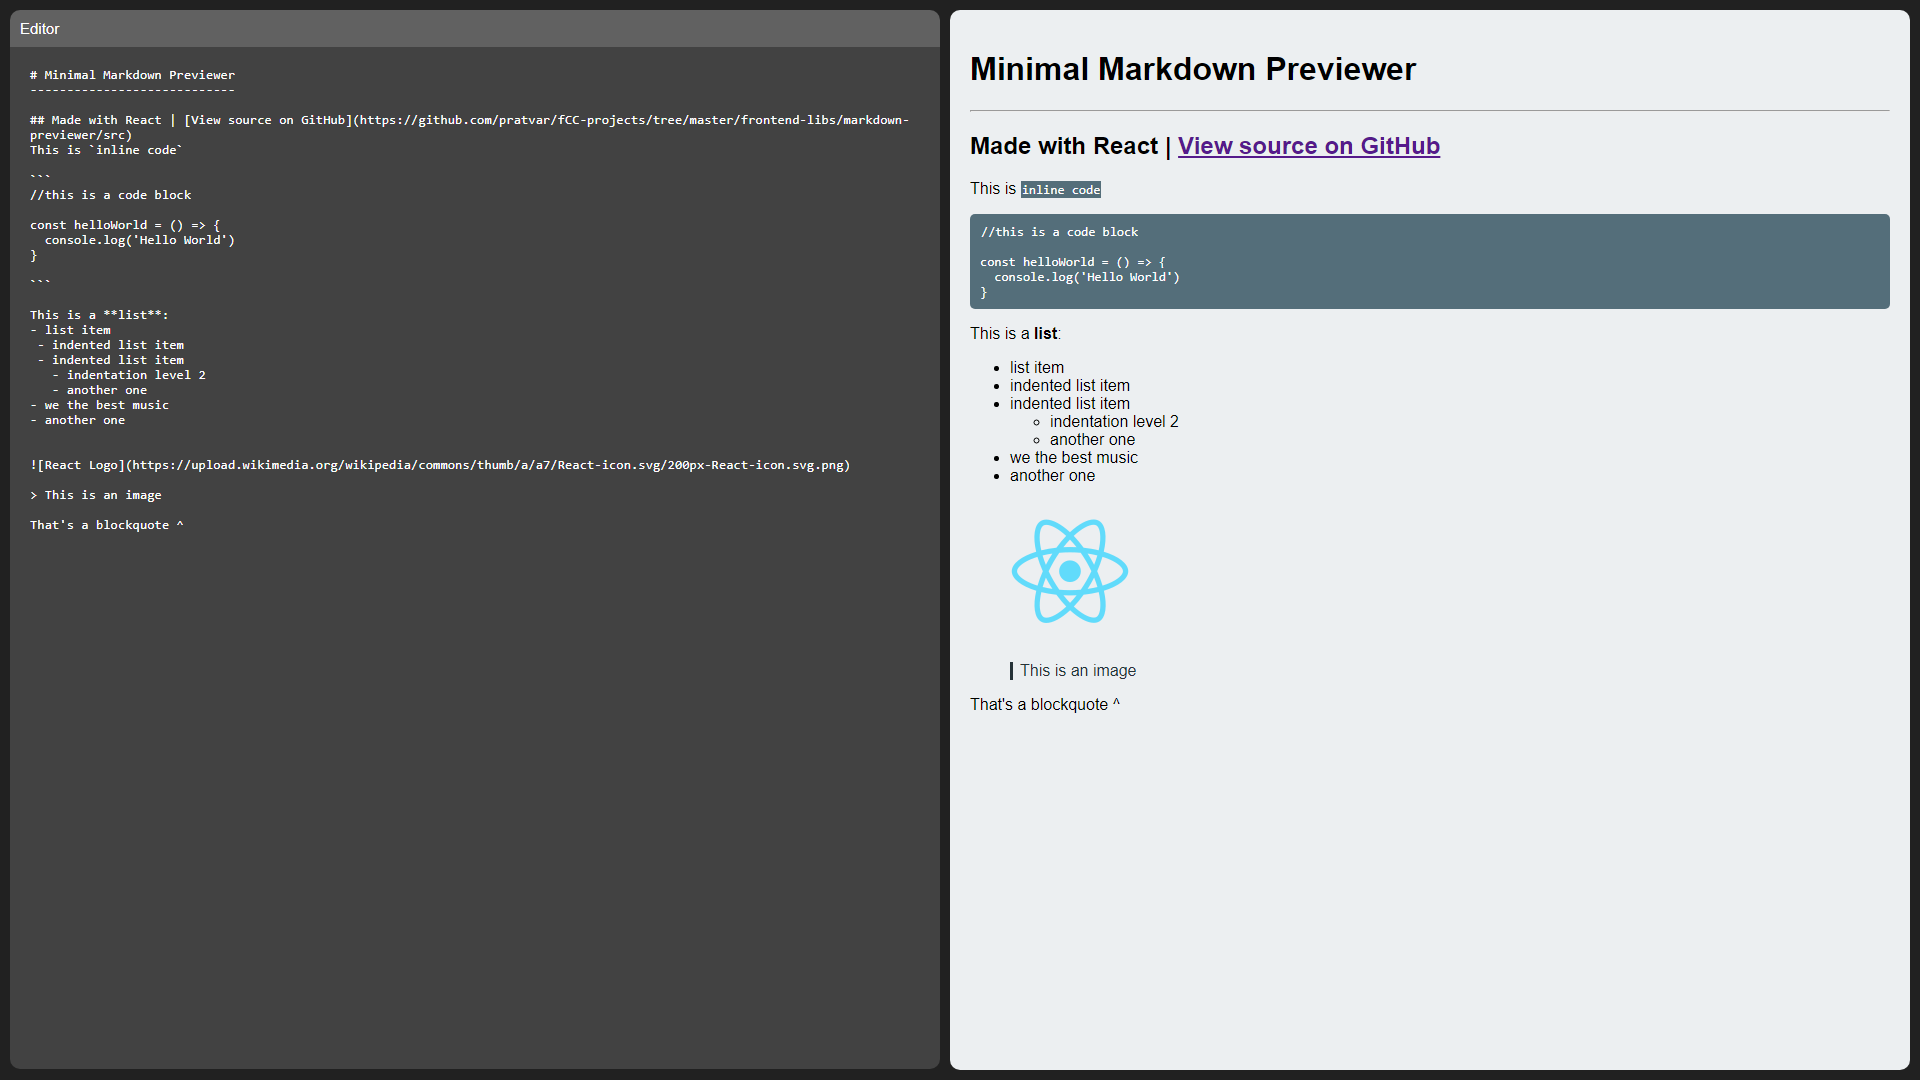 Editor
# Minimal Markdown Previewer
----------------------------
## Made with React | [View source on GitHub](https://github.com/pratvar/fCC-projects/tree/master/frontend-libs/markdown-
previewer/src)
This is `inline code`
```
//this is a code block
const helloWorld = () => {
  console.log('Hello World')
}
```
This is a **list**:
- list item
 - indented list item
 - indented list item
   - indentation level 2
   - another one
- we the best music
- another one
![React Logo](https://upload.wikimedia.org/wikipedia/commons/thumb/a/a7/React-icon.svg/200px-React-icon.svg.png)
> This is an image
That's a blockquote ^
Minimal Markdown Previewer
Made with React | View source on GitHub
This is inline code
//this is a code block
const helloWorld = () => {
  console.log('Hello World')
}
This is a list:
• list item
• indented list item
• indented list item
◦ indentation level 2
◦ another one
• we the best music
• another one
This is an image
That's a blockquote ^